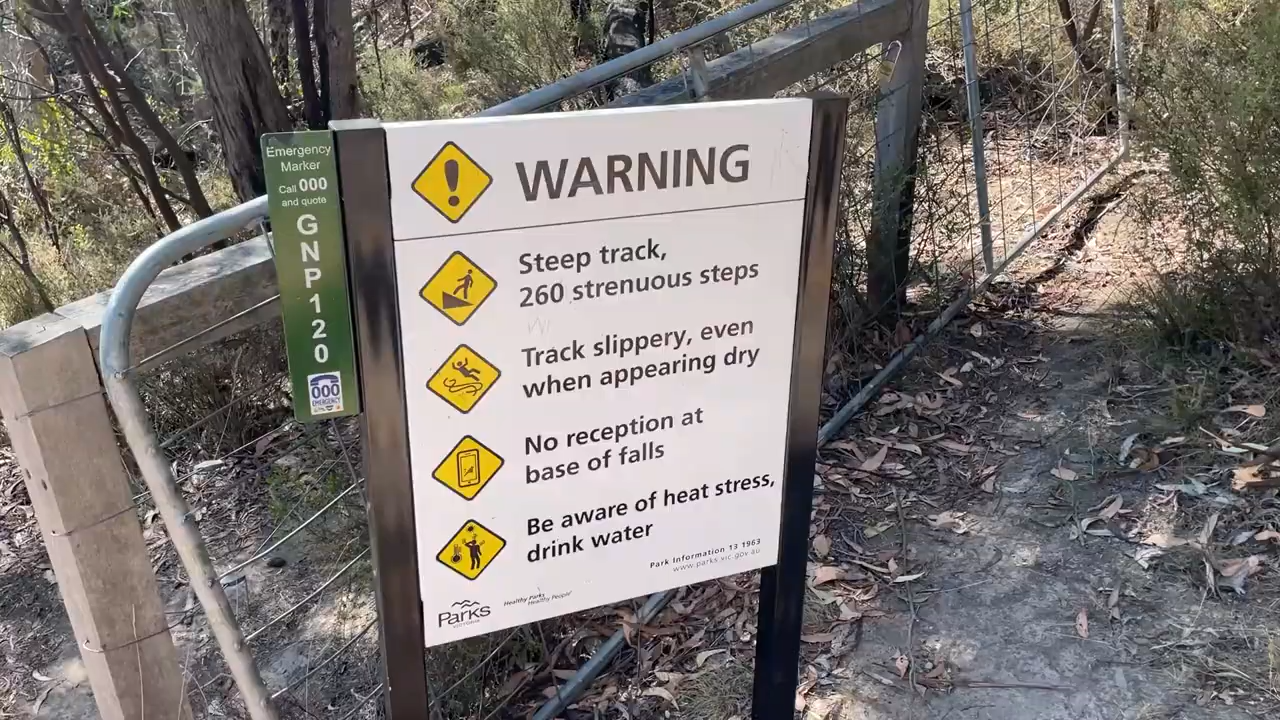 Emergency
Marker
Call 000
and quote
G
N
P
1
2
0
000
EMERGENCY
WARNING
Steep track,
260 strenuous steps
Track slippery, even
when appearing dry
No reception at
base of falls
Be aware of heat stress,
drink water
Park Information 13 1963
www.parks.vic.gov.au
Parks
VICTORIA
Healthy Parks
Healthy People